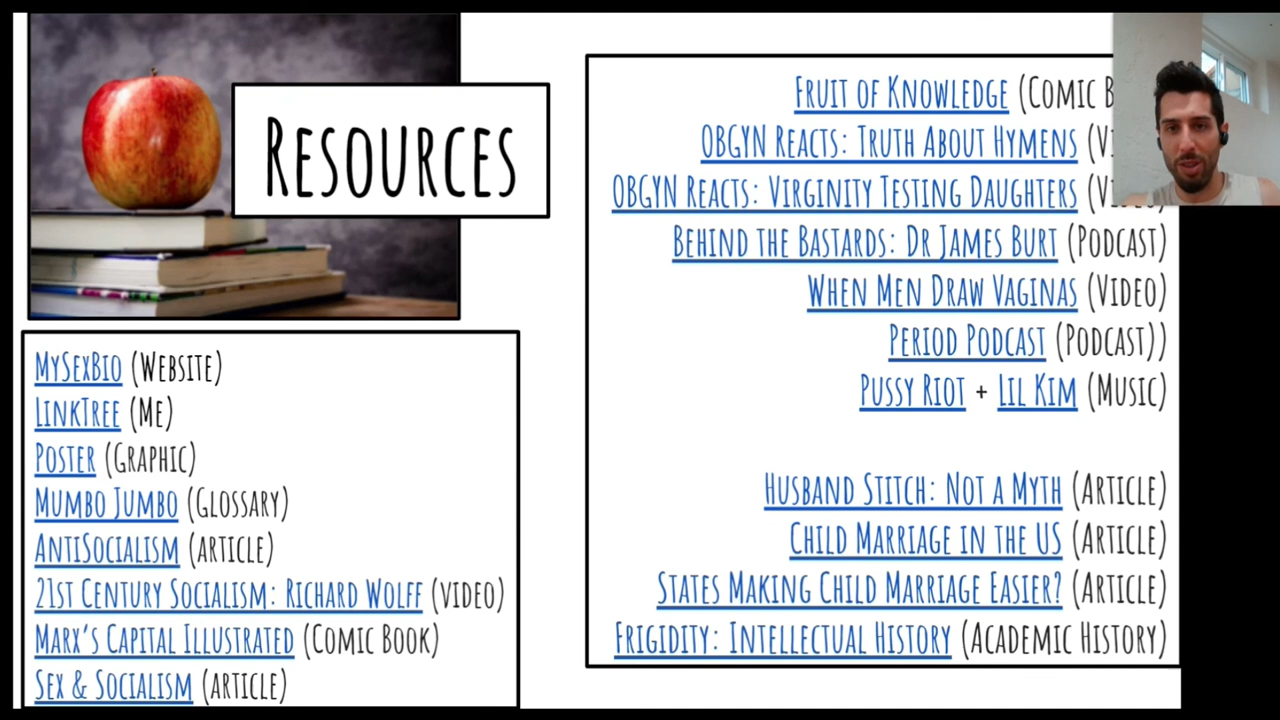 Resources
MySexBio (Website)
LinkTree (Me)
Poster (Graphic)
Mumbo Jumbo (Glossary)
AntiSocialism (article)
21st Century Socialism: Richard Wolff (video)
Marx's Capital Illustrated (Comic Book)
Sex & Socialism (article)
Fruit of Knowledge (Comic
OBGYN Reacts: Truth About Hymens
OBGYN Reacts: Virginity Testing Daughters (Video)
Behind the Bastards: Dr James Burt (Podcast)
When Men Draw Vaginas (Video)
Period Podcast (Podcast))
Pussy Riot + Lil Kim (Music)
Husband Stitch: Not a Myth (Article)
Child Marriage in the US (Article)
States Making Child Marriage Easier? (Article)
Frigidity: Intellectual History (Academic History)